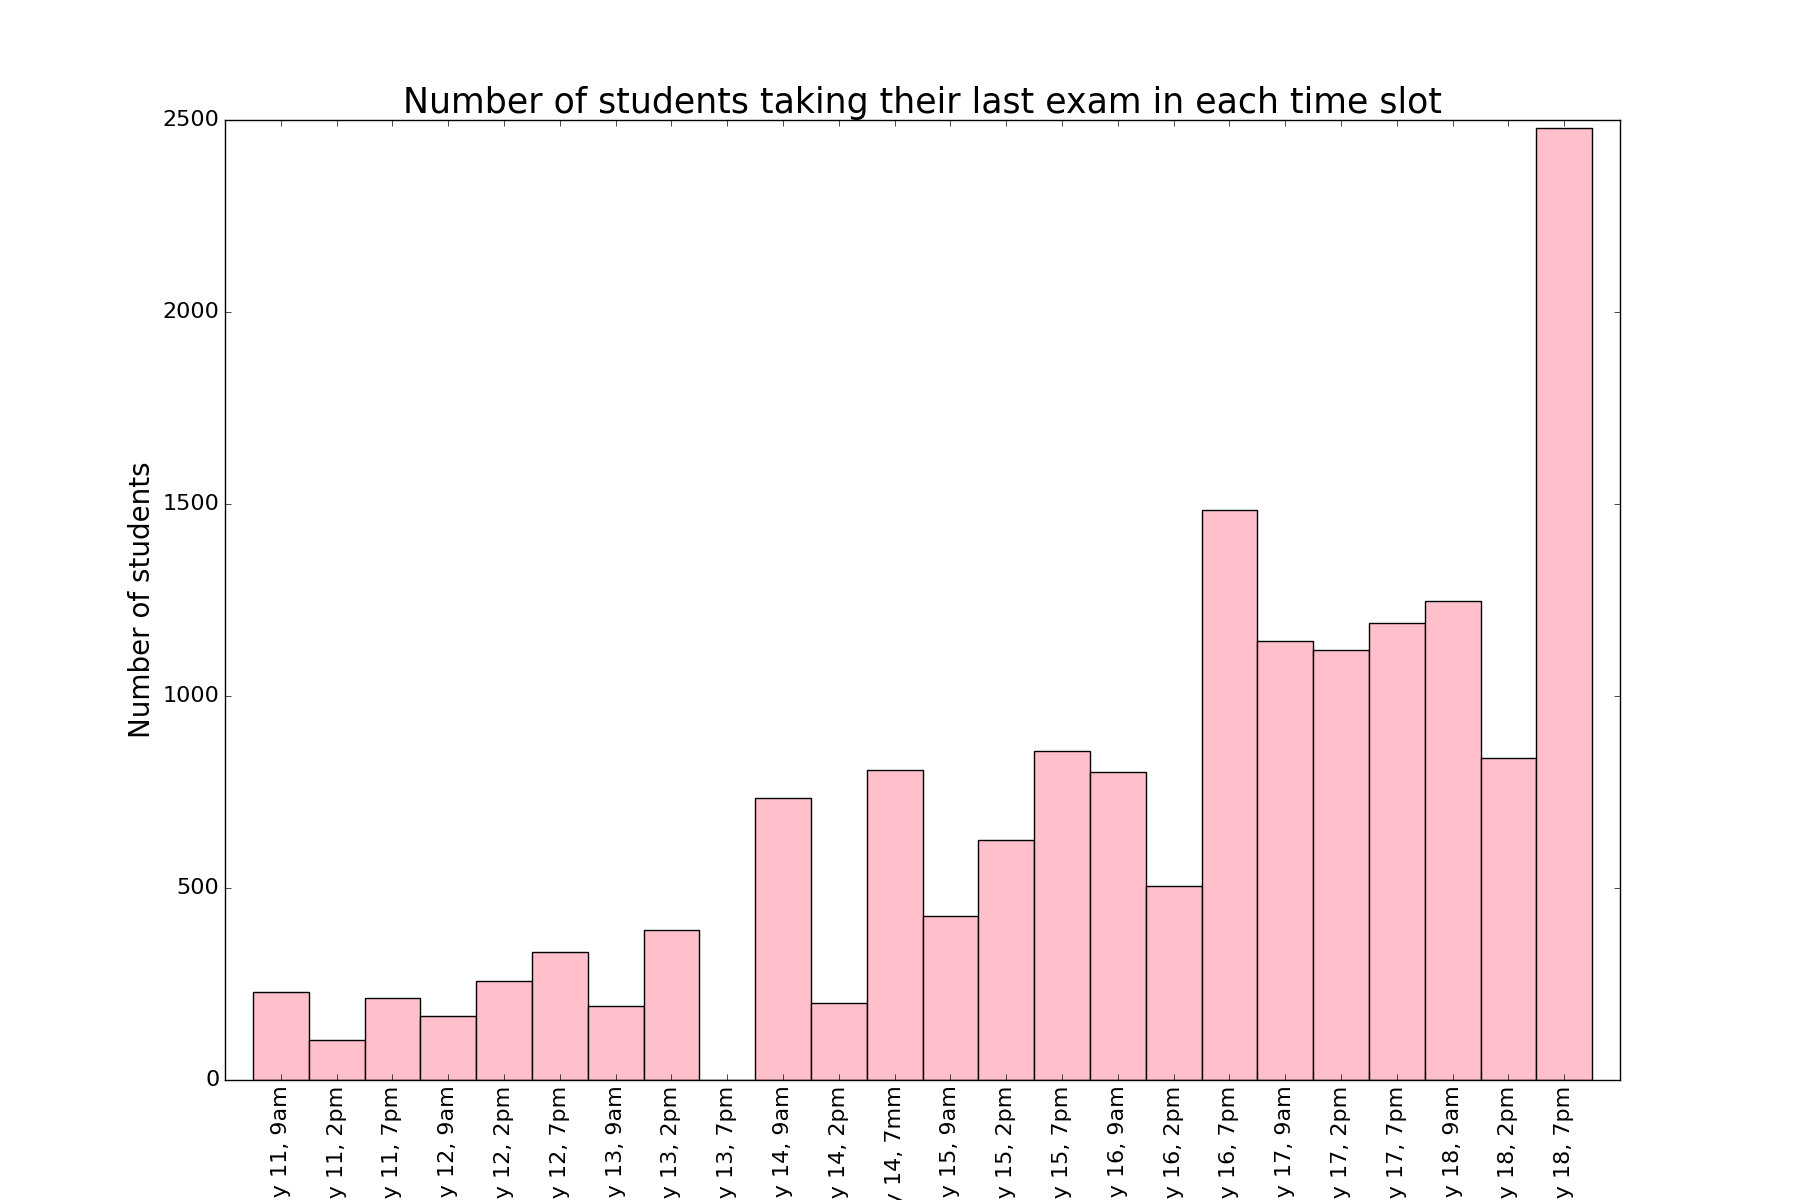 Number of students taking their last exam in each time slot
Number of students
2500
2000
1500
1000
500
0
y 11, 9am
y 11, 2pm
y 11, 7pm
y 12, 9am
y 12, 2pm
y 12, 7pm
y 13, 9am
y 13, 2pm
y 13, 7pm
y 14, 9am
y 14, 2pm
y 14, 7mm
y 15, 9am
y 15, 2pm
y 15, 7pm
y 16, 9am
y 16, 2pm
y 16, 7pm
y 17, 9am
y 17, 2pm
y 17, 7pm
y 18, 9am
y 18, 2pm
y 18, 7pm